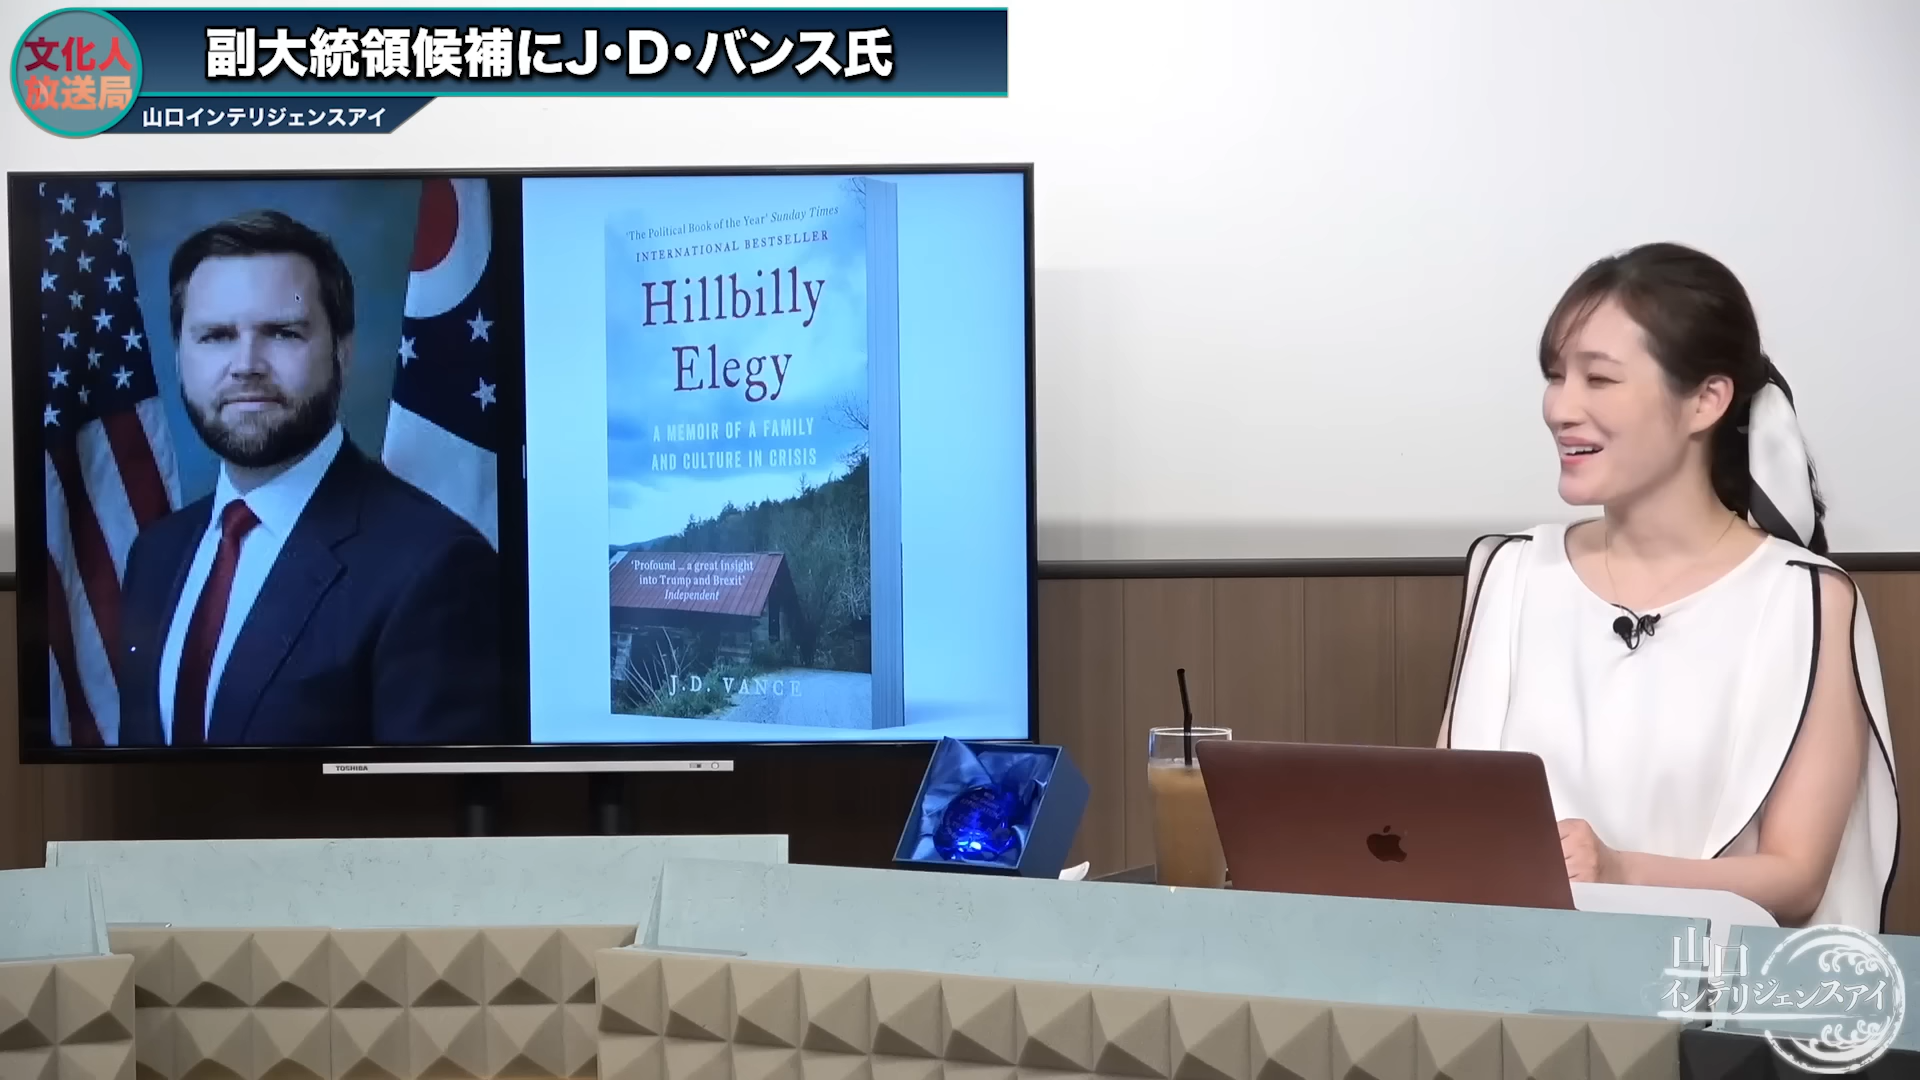 文化人
放送局
副大統領候補にJ・D・バンス氏
山口インテリジェンスアイ
'The Political Book of the Year' Sunday Times
INTERNATIONAL BESTSELLER
Hillbilly
Elegy
A MEMOIR OF A FAMILY
AND CULTURE IN CRISIS
'Profound ... a great insight
into Trump and Brexit'
Independent
J.D. VANCE
TOSHIBA
山口
インテリジェンスアイ